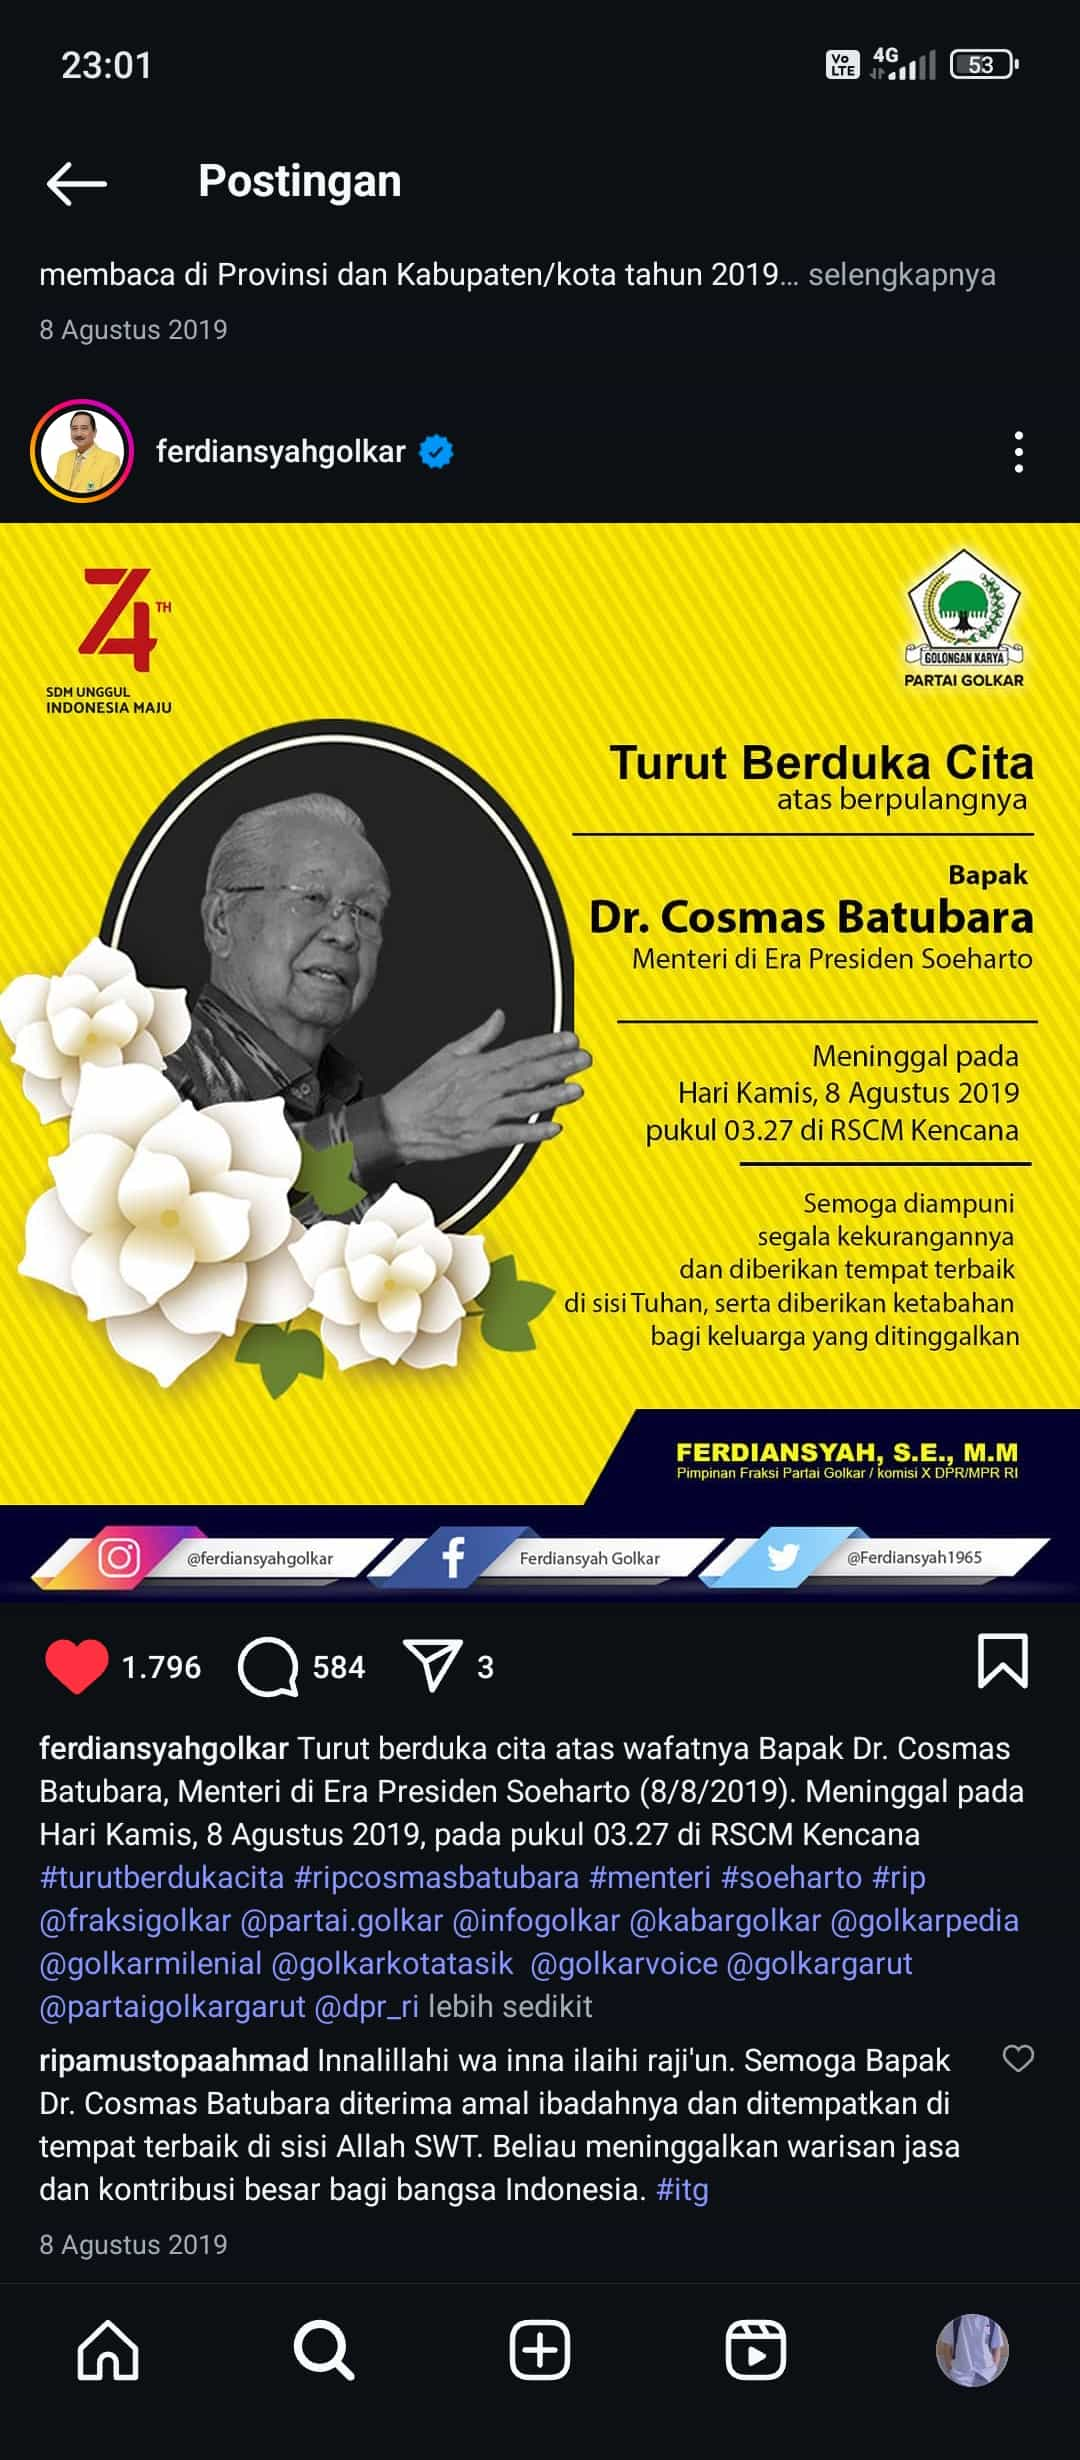 23:01
Vo LTE 4G 53
Postingan
membaca di Provinsi dan Kabupaten/kota tahun 2019... selengkapnya
8 Agustus 2019
ferdiansyahgolkar
74TH
SDM UNGGUL
INDONESIA MAJU
GOLONGAN KARYA
PARTAI GOLKAR
Turut Berduka Cita
atas berpulangnya
Bapak
Dr. Cosmas Batubara
Menteri di Era Presiden Soeharto
Meninggal pada
Hari Kamis, 8 Agustus 2019
pukul 03.27 di RSCM Kencana
Semoga diampuni
segala kekurangannya
dan diberikan tempat terbaik
di sisi Tuhan, serta diberikan ketabahan
bagi keluarga yang ditinggalkan
FERDIANSYAH, S.E., M.M
Pimpinan Fraksi Partai Golkar / komisi X DPR/MPR RI
@ferdiansyahgolkar
Ferdiansyah Golkar
@Ferdiansyah1965
1.796 584 3
ferdiansyahgolkar Turut berduka cita atas wafatnya Bapak Dr. Cosmas
Batubara, Menteri di Era Presiden Soeharto (8/8/2019). Meninggal pada
Hari Kamis, 8 Agustus 2019, pada pukul 03.27 di RSCM Kencana
#turutberdukacita #ripcosmasbatubara #menteri #soeharto #rip
@fraksigolkar @partai.golkar @infogolkar @kabargolkar @golkarpedia
@golkarmilenial @golkarkotatasik @golkarvoice @golkargarut
@partaigolkargarut @dpr_ri lebih sedikit
ripamustopaahmad Innalillahi wa inna ilaihi raji'un. Semoga Bapak
Dr. Cosmas Batubara diterima amal ibadahnya dan ditempatkan di
tempat terbaik di sisi Allah SWT. Beliau meninggalkan warisan jasa
dan kontribusi besar bagi bangsa Indonesia. #itg
8 Agustus 2019